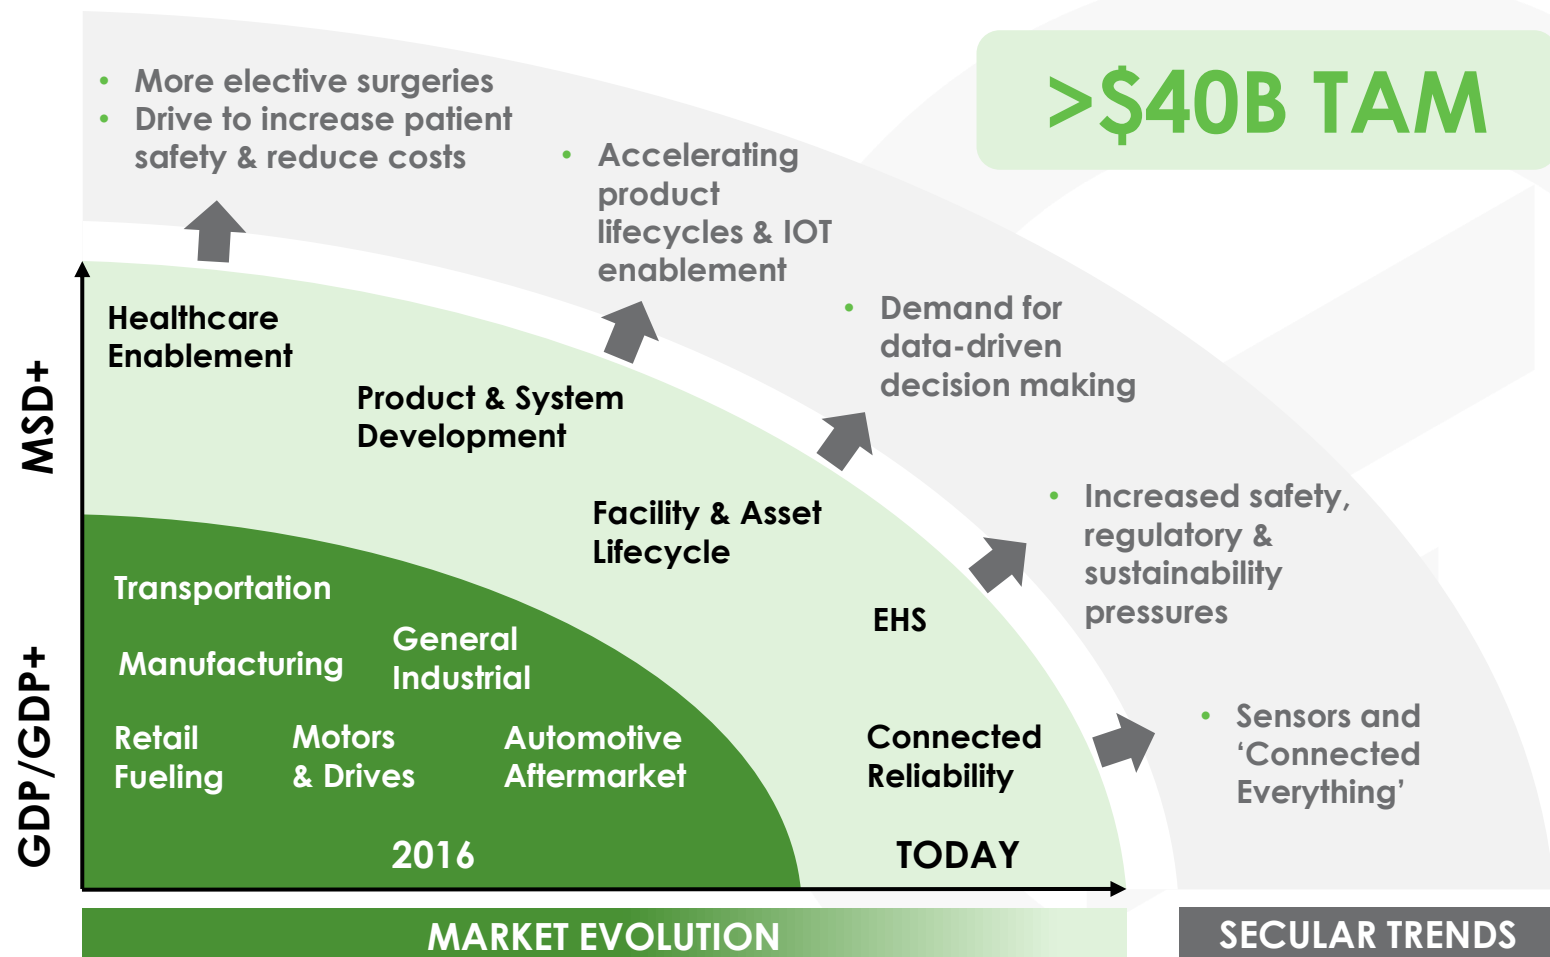 >$40B TAM
• More elective surgeries
• Drive to increase patient
safety & reduce costs
• Accelerating
product
lifecycles & IOT
enablement
• Demand for
data-driven
decision making
• Increased safety,
regulatory &
sustainability
pressures
• Sensors and
‘Connected
Everything’
MSD+
GDP/GDP+
Healthcare
Enablement
Product & System
Development
Facility & Asset
Lifecycle
EHS
Connected
Reliability
TODAY
Transportation
Manufacturing
General
Industrial
Retail
Fueling
Motors
& Drives
Automotive
Aftermarket
2016
MARKET EVOLUTION
SECULAR TRENDS